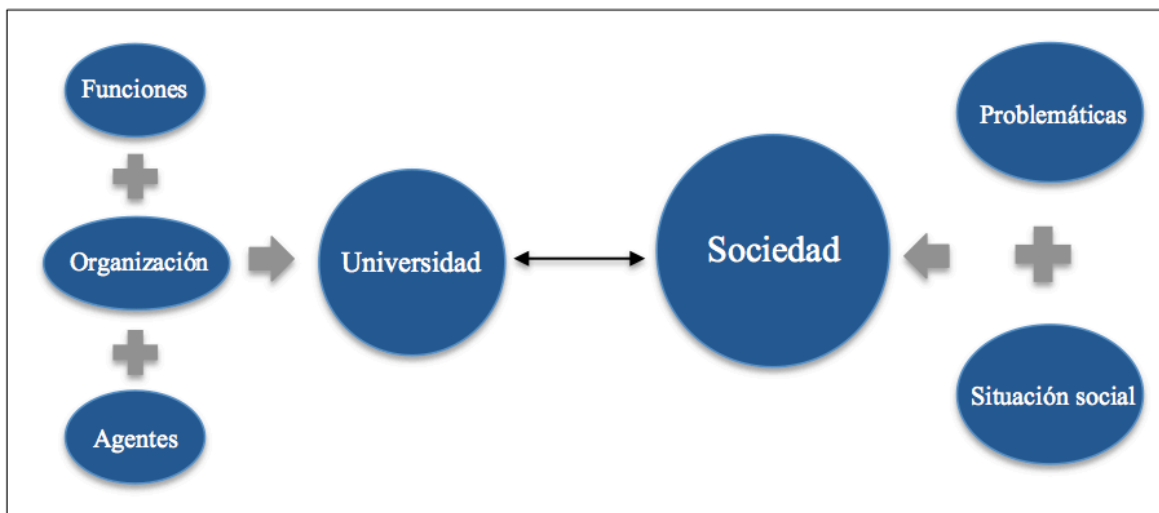 Funciones
Organización
Agentes
Universidad
Sociedad
Problemáticas
Situación social